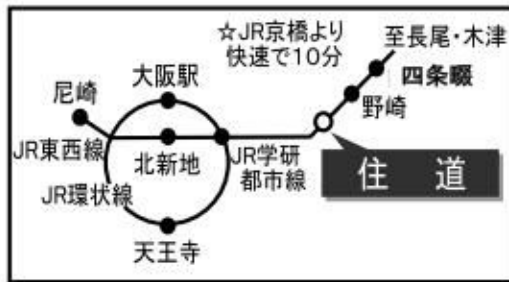 ☆JR京橋より
快速で10分
至長尾・木津
四条畷
野崎
大阪駅
尼崎
JR東西線
北新地
JR学研
都市線
住 道
JR環状線
天王寺